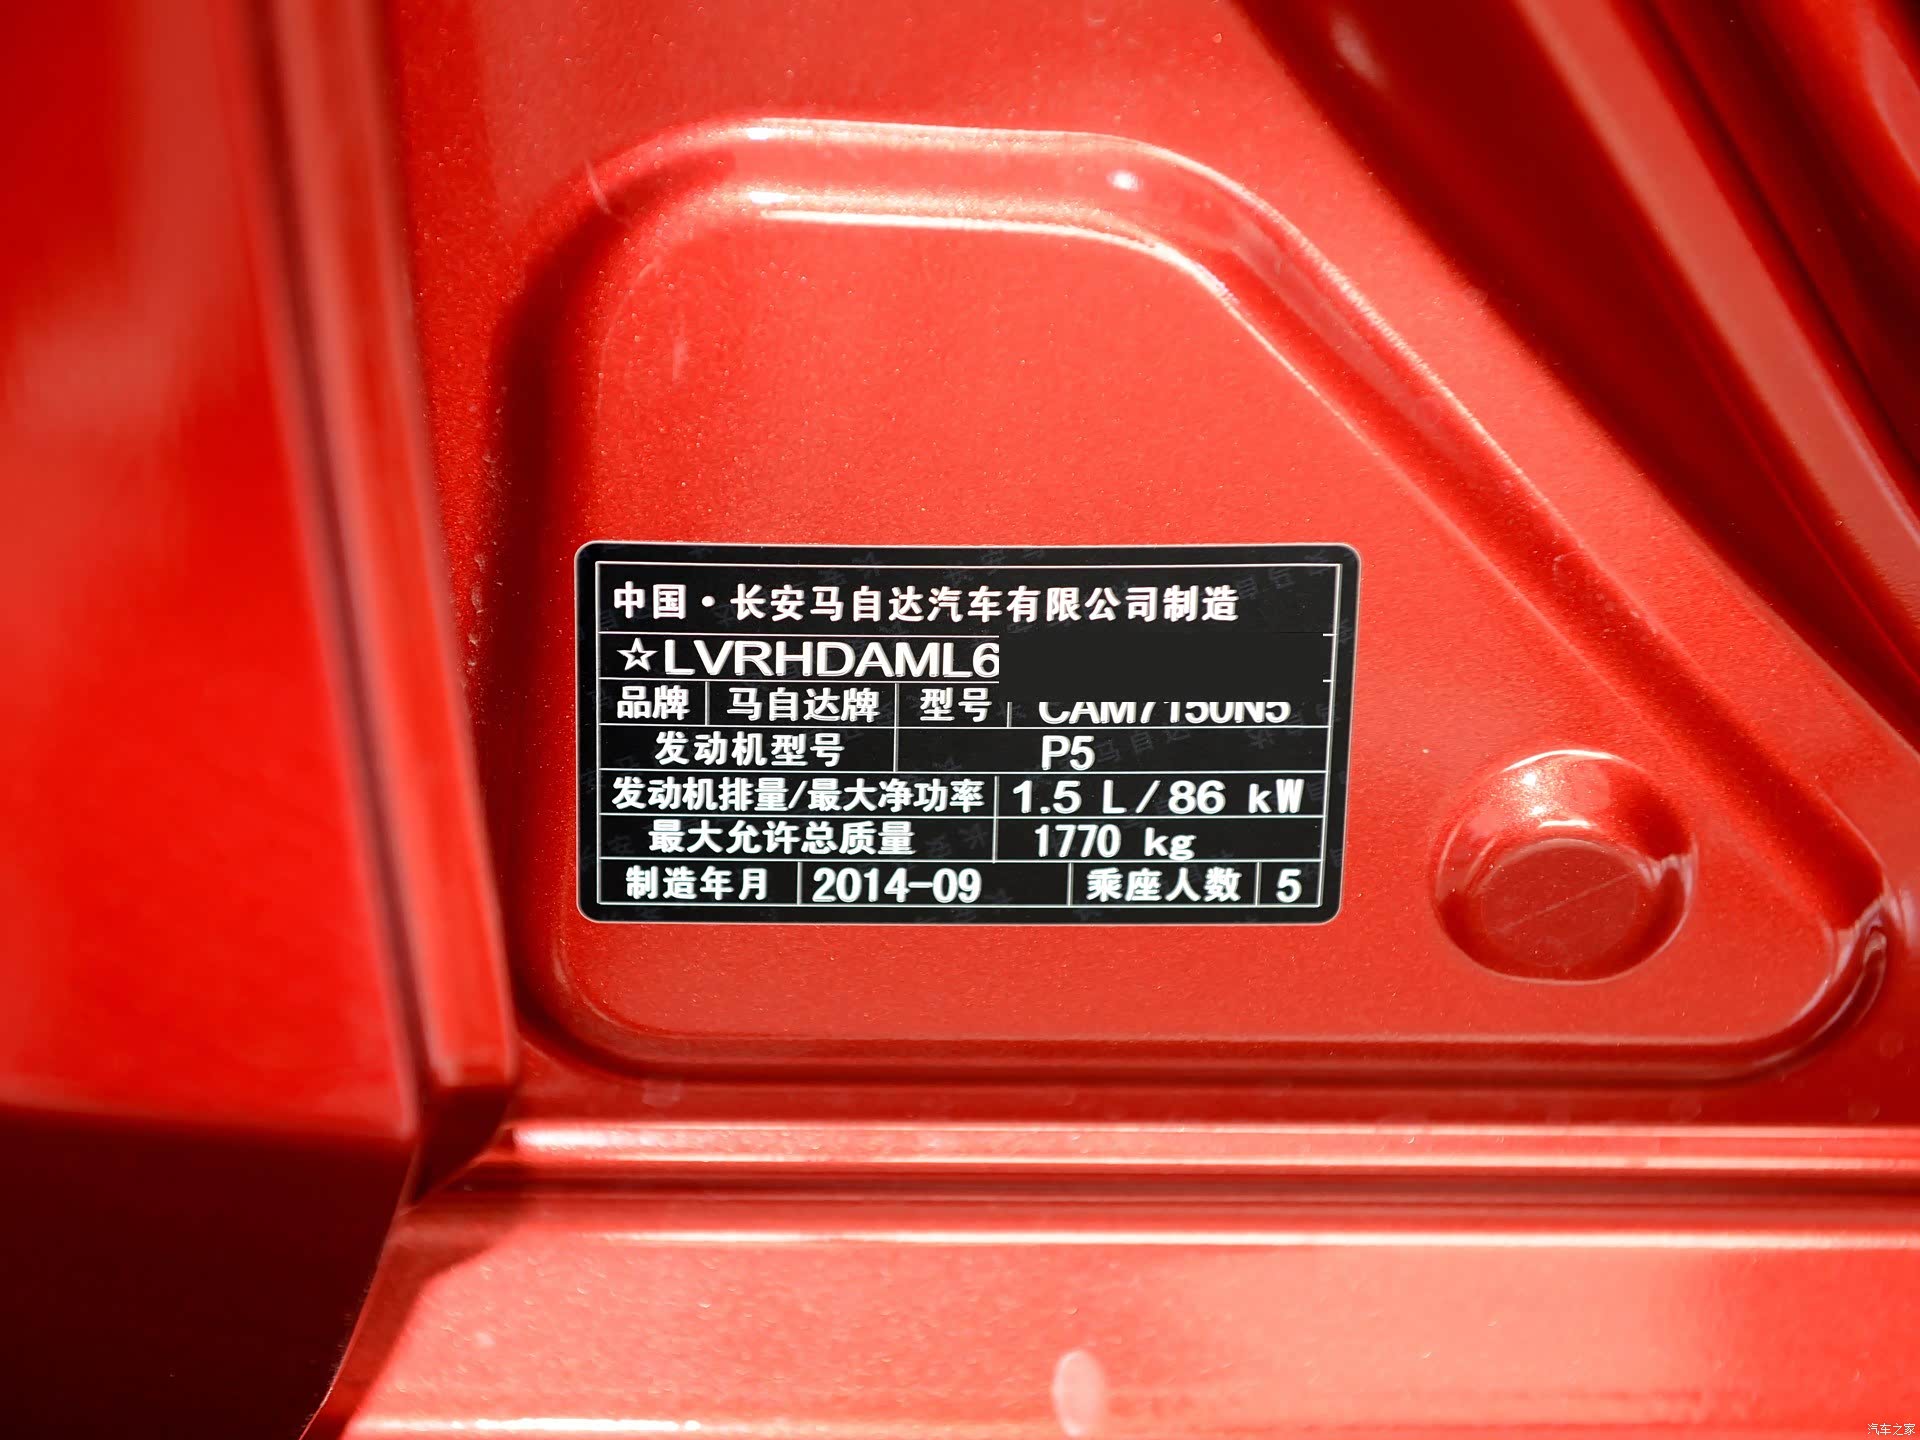 中国·长安马自达汽车有限公司制造
☆LVRHDAML6
品牌 马自达牌 型号 CAM7150N5
发动机型号 P5
发动机排量/最大净功率 1.5 L/86 kW
最大允许总质量 1770 kg
制造年月 2014-09 乘座人数 5
汽车之家